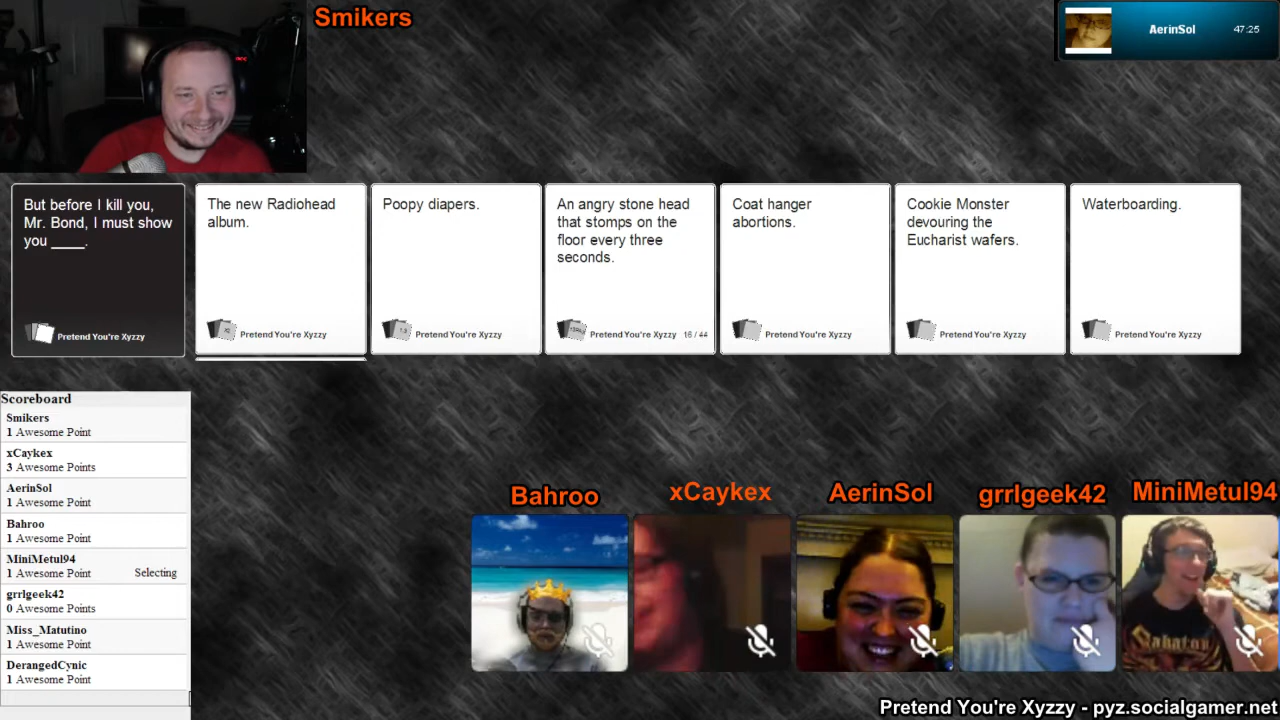 Smikers
AerinSol 47:25
But before I kill you,
Mr. Bond, I must show
you ____.
Pretend You're Xyzzy
The new Radiohead
album.
Pretend You're Xyzzy
Poopy diapers.
Pretend You're Xyzzy
An angry stone head
that stomps on the
floor every three
seconds.
Pretend You're Xyzzy 16 / 44
Coat hanger
abortions.
Pretend You're Xyzzy
Cookie Monster
devouring the
Eucharist wafers.
Pretend You're Xyzzy
Waterboarding.
Pretend You're Xyzzy
Scoreboard
Smikers
1 Awesome Point
xCaykex
3 Awesome Points
AerinSol
1 Awesome Point
Bahroo
1 Awesome Point
MiniMetul94
1 Awesome Point Selecting
grrlgeek42
0 Awesome Points
Miss_Matutino
1 Awesome Point
DerangedCynic
1 Awesome Point
Bahroo
xCaykex
AerinSol
grrlgeek42
MiniMetul94
Sabaton
Pretend You're Xyzzy - pyz.socialgamer.net